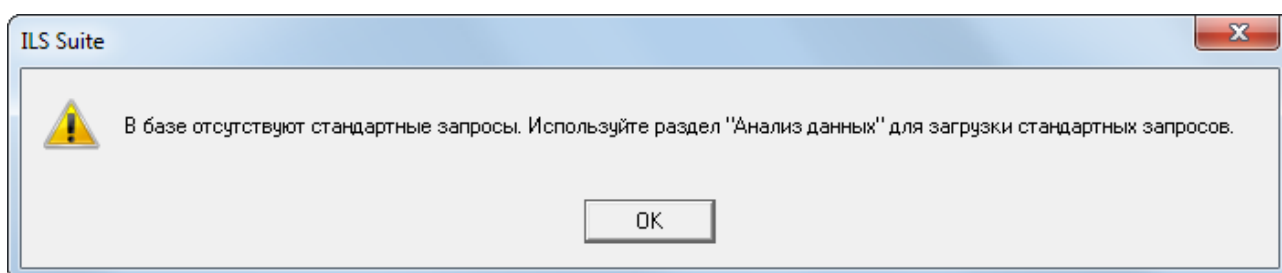 ILS Suite
В базе отсутствуют стандартные запросы. Используйте раздел "Анализ данных" для загрузки стандартных запросов.
OK